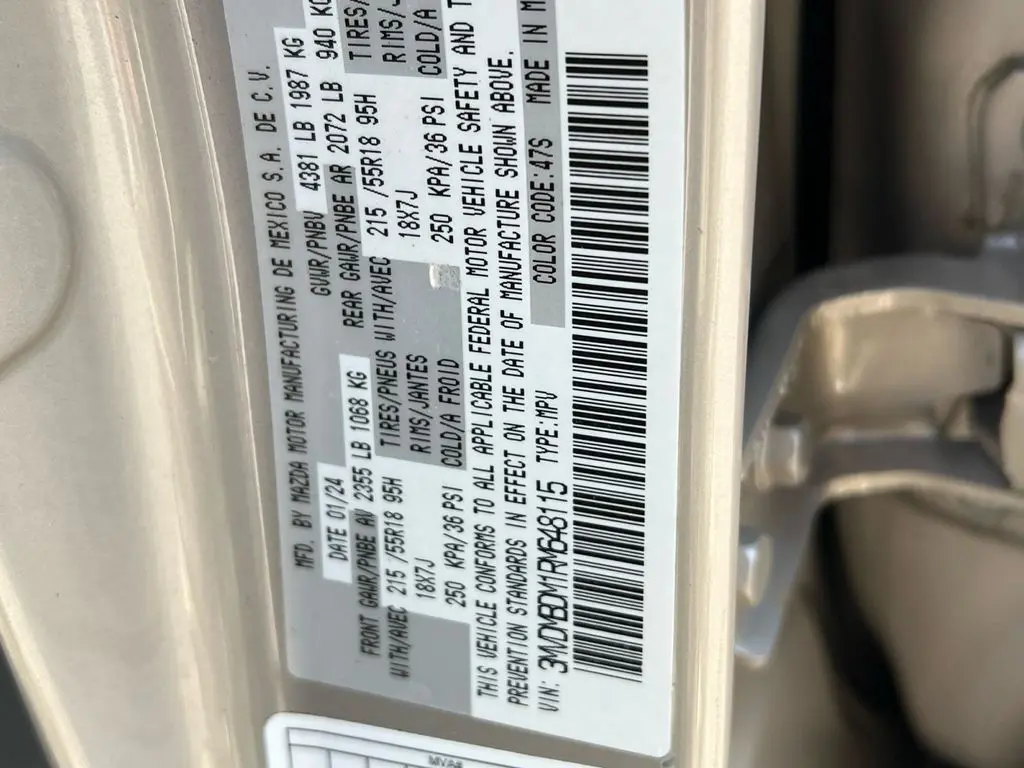 MFD. BY MAZDA MOTOR MANUFACTURING DE MEXICO S.A. DE C.V.
DATE 01/24 GVWR/PNBV 4381 LB 1987 KG
FRONT GAWR/PNBE AV 2355 LB 1068 KG REAR GAWR/PNBE AR 2072 LB 940 KG
WITH/AVEC 215 /55R18 95H TIRES/PNEUS WITH/AVEC 215 /55R18 95H TIRES/
18X7J RIMS/JANTES 18X7J RIMS/J
250 KPA/36 PSI COLD/A FROID 250 KPA/36 PSI COLD/A
THIS VEHICLE CONFORMS TO ALL APPLICABLE FEDERAL MOTOR VEHICLE SAFETY AND T
PREVENTION STANDARDS IN EFFECT ON THE DATE OF MANUFACTURE SHOWN ABOVE.
VIN: 3MVDMBDM1RM648115 TYPE:MPV COLOR CODE:47S MADE IN M